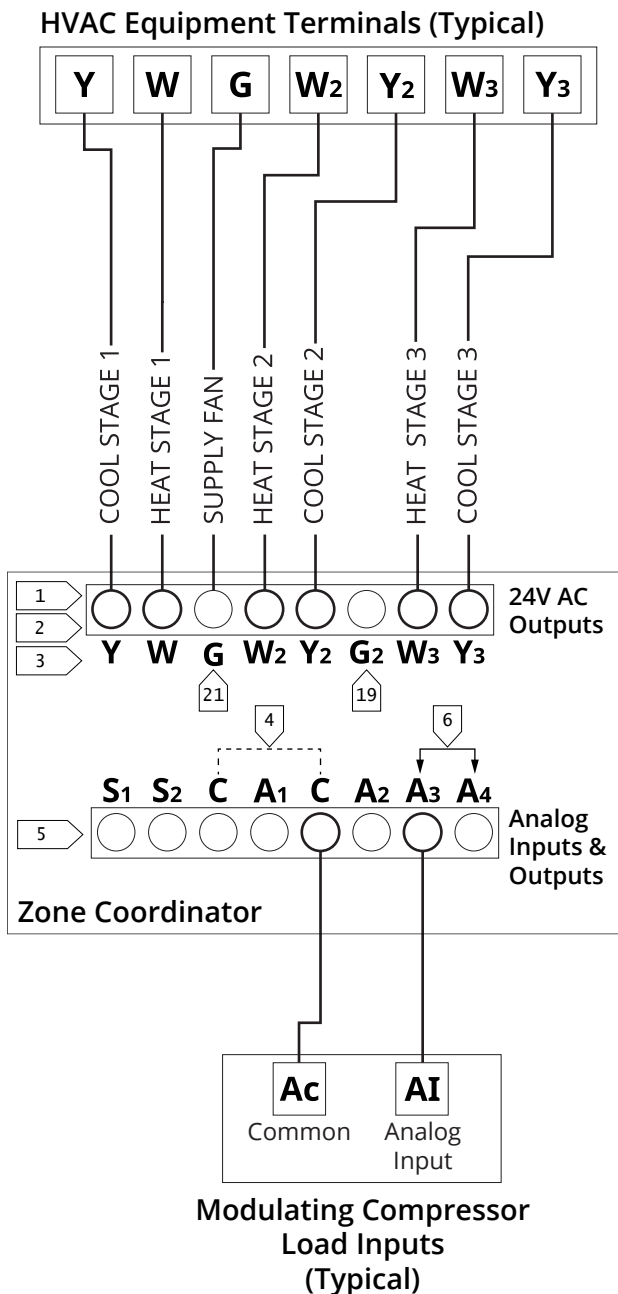 HVAC Equipment Terminals (Typical)
Y W G W2 Y2 W3 Y3
COOL STAGE 1
HEAT STAGE 1
SUPPLY FAN
HEAT STAGE 2
COOL STAGE 2
HEAT STAGE 3
COOL STAGE 3
1
2
3
24V AC
Outputs
Y W G W2 Y2 G2 W3 Y3
21
19
4
6
S1 S2 C A1 C A2 A3 A4
5
Analog
Inputs &
Outputs
Zone Coordinator
Ac
Common
AI
Analog
Input
Modulating Compressor
Load Inputs
(Typical)